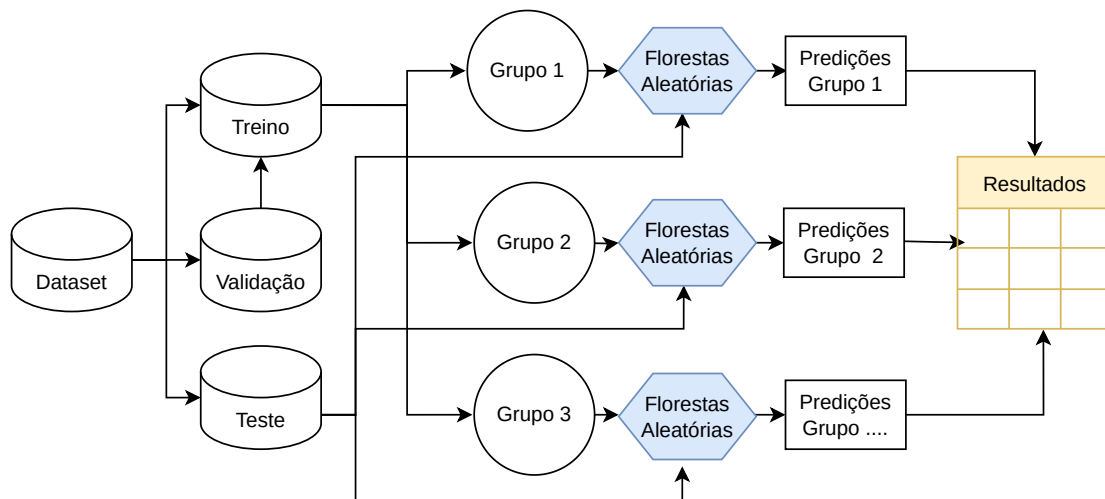 Grupo 1
Florestas
Aleatórias
Predições
Grupo 1
Treino
Resultados
Dataset
Validação
Grupo 2
Florestas
Aleatórias
Predições
Grupo  2
Teste
Grupo 3
Florestas
Aleatórias
Predições
Grupo ....